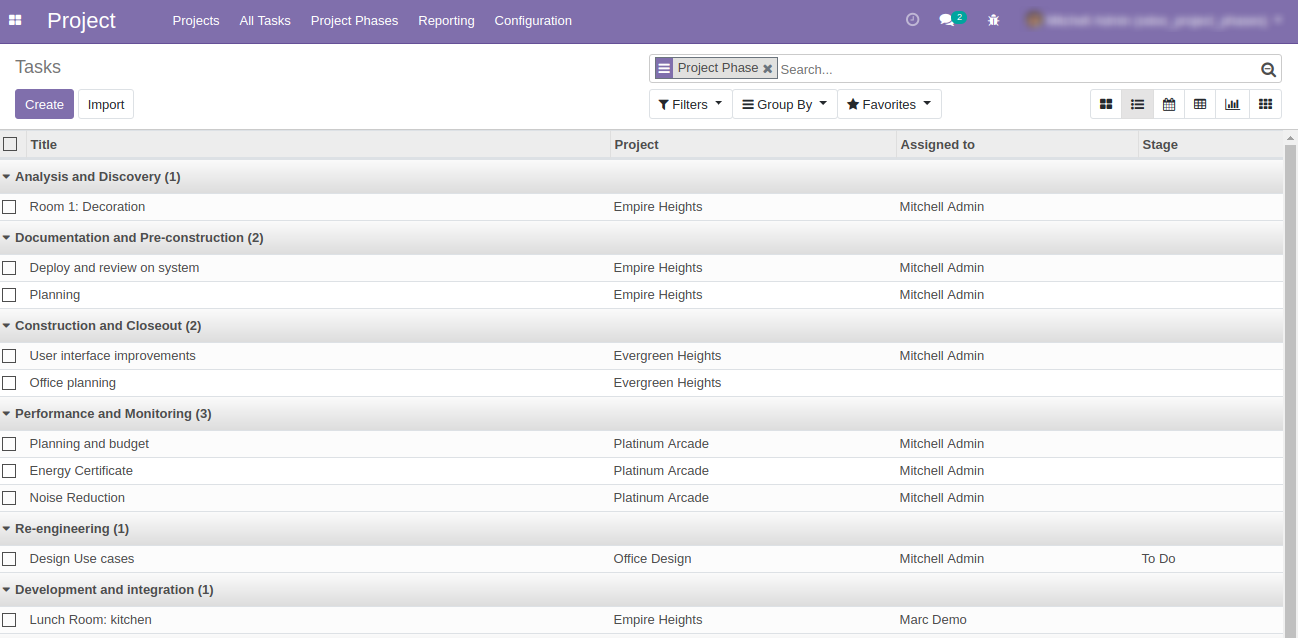 Project Projects All Tasks Project Phases Reporting Configuration 2
Tasks
Project Phase Search...
Create Import Filters Group By Favorites
Title Project Assigned to Stage
Analysis and Discovery (1)
Room 1: Decoration Empire Heights Mitchell Admin
Documentation and Pre-construction (2)
Deploy and review on system Empire Heights Mitchell Admin
Planning Empire Heights Mitchell Admin
Construction and Closeout (2)
User interface improvements Evergreen Heights Mitchell Admin
Office planning Evergreen Heights
Performance and Monitoring (3)
Planning and budget Platinum Arcade Mitchell Admin
Energy Certificate Platinum Arcade Mitchell Admin
Noise Reduction Platinum Arcade Mitchell Admin
Re-engineering (1)
Design Use cases Office Design Mitchell Admin To Do
Development and integration (1)
Lunch Room: kitchen Empire Heights Marc Demo